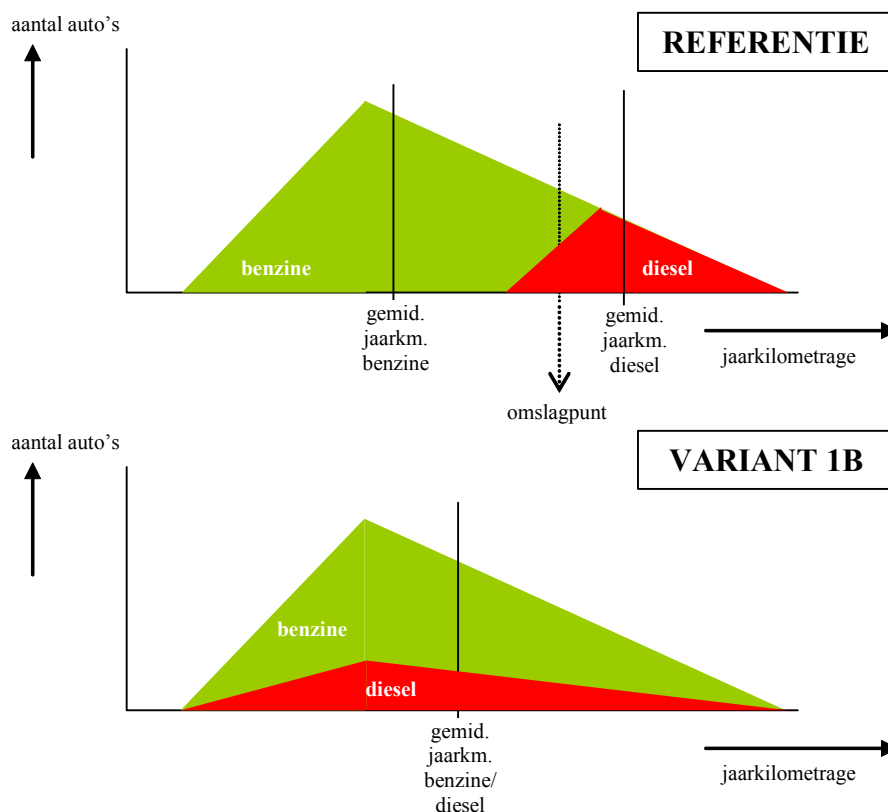 aantal auto's
REFERENTIE
benzine
diesel
gemid.
jaarkm.
benzine
gemid.
jaarkm.
diesel
jaarkilometrage
omslagpunt
aantal auto's
VARIANT 1B
benzine
diesel
gemid.
jaarkm.
benzine/
diesel
jaarkilometrage